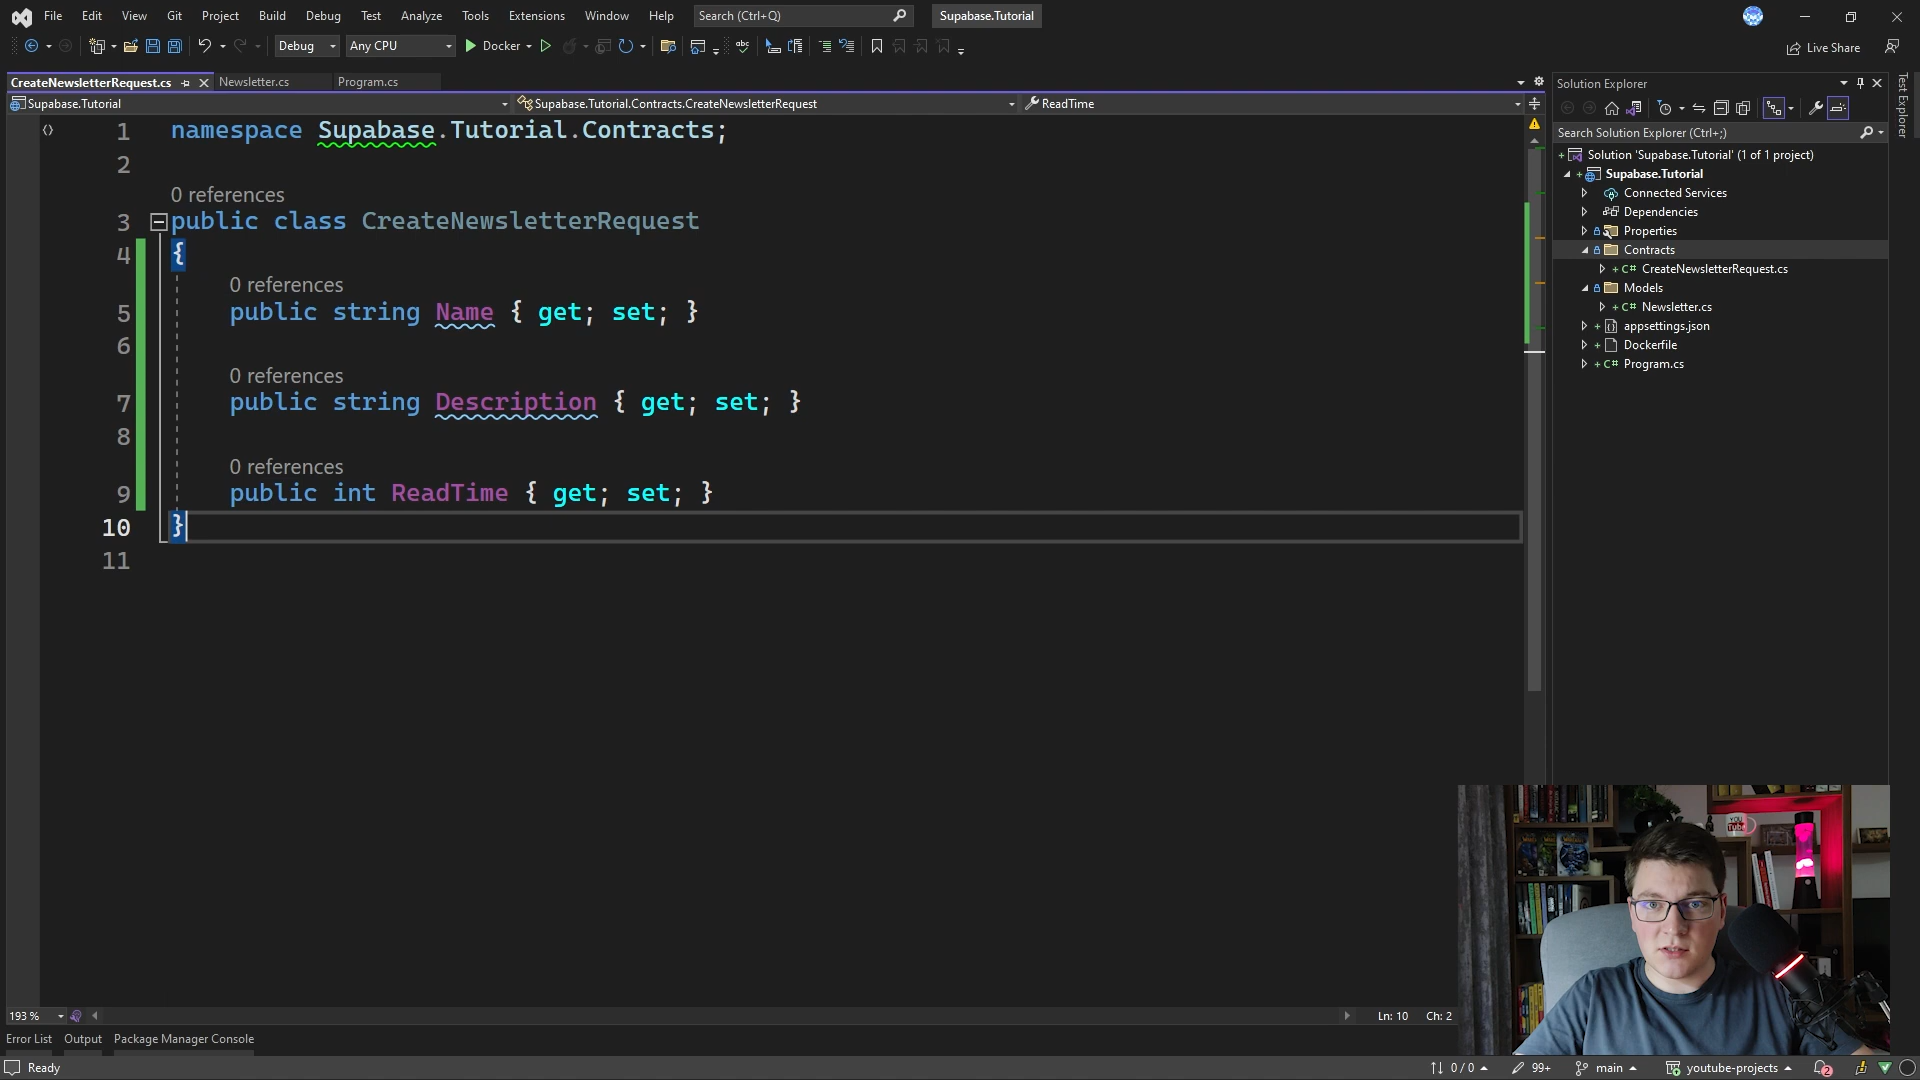 File Edit View Git Project Build Debug Test Analyze Tools Extensions Window Help Search (Ctrl+Q) Supabase.Tutorial
Debug Any CPU Docker Live Share
CreateNewsletterRequest.cs Newsletter.cs Program.cs
Supabase.Tutorial Supabase.Tutorial.Contracts.CreateNewsletterRequest ReadTime
1 namespace Supabase.Tutorial.Contracts;
2
0 references
3 public class CreateNewsletterRequest
4 {
0 references
5 public string Name { get; set; }
6
0 references
7 public string Description { get; set; }
8
0 references
9 public int ReadTime { get; set; }
10 }
11
Solution Explorer
Search Solution Explorer (Ctrl+;)
Solution 'Supabase.Tutorial' (1 of 1 project)
Supabase.Tutorial
Connected Services
Dependencies
Properties
Contracts
C# CreateNewsletterRequest.cs
Models
C# Newsletter.cs
appsettings.json
Dockerfile
C# Program.cs
Test Explorer
YOU
Tube
193 % Ln: 10 Ch: 2
Error List Output Package Manager Console
Ready 0 / 0 99+ main youtube-projects 2